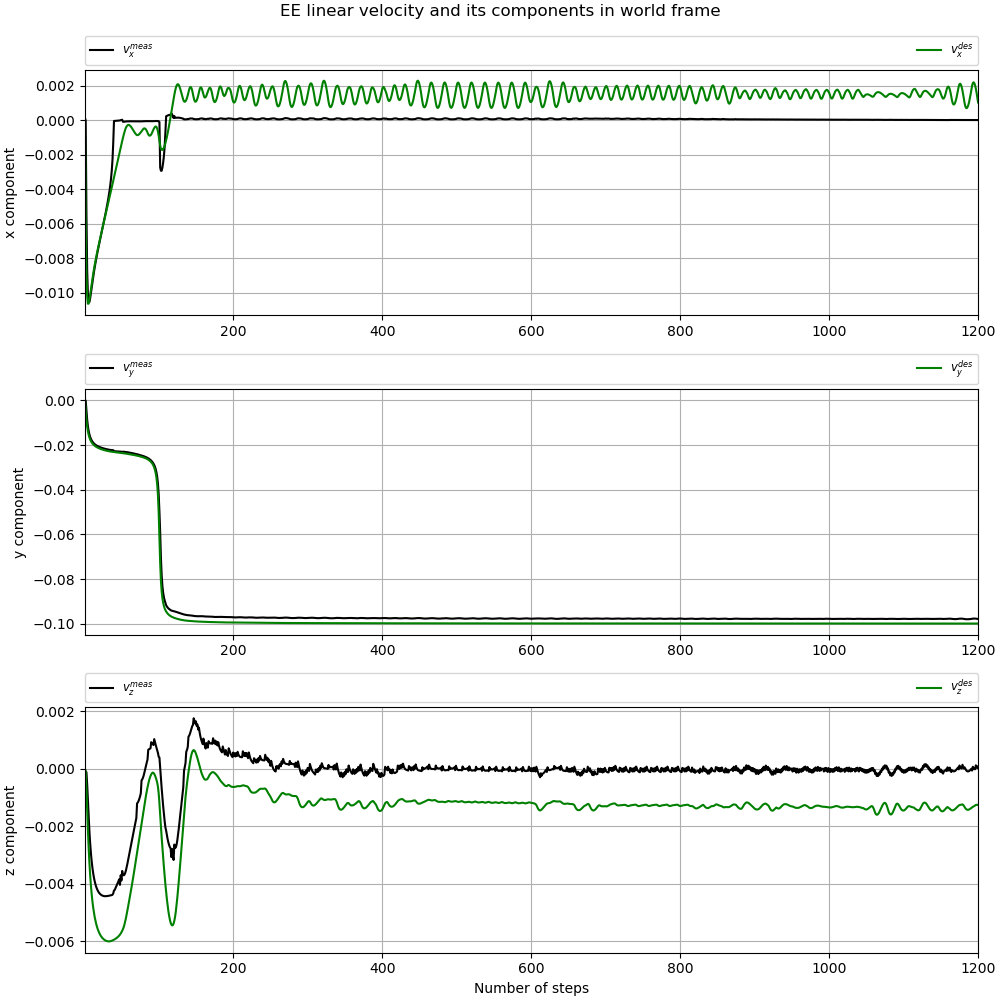 EE linear velocity and its components in world frame
v_x^{meas} v_x^{des}
0.002
0.000
−0.002
−0.004
−0.006
−0.008
−0.010
x component
200 400 600 800 1000 1200
v_y^{meas} v_y^{des}
0.00
−0.02
−0.04
−0.06
−0.08
−0.10
y component
200 400 600 800 1000 1200
v_z^{meas} v_z^{des}
0.002
0.000
−0.002
−0.004
−0.006
z component
200 400 600 800 1000 1200
Number of steps